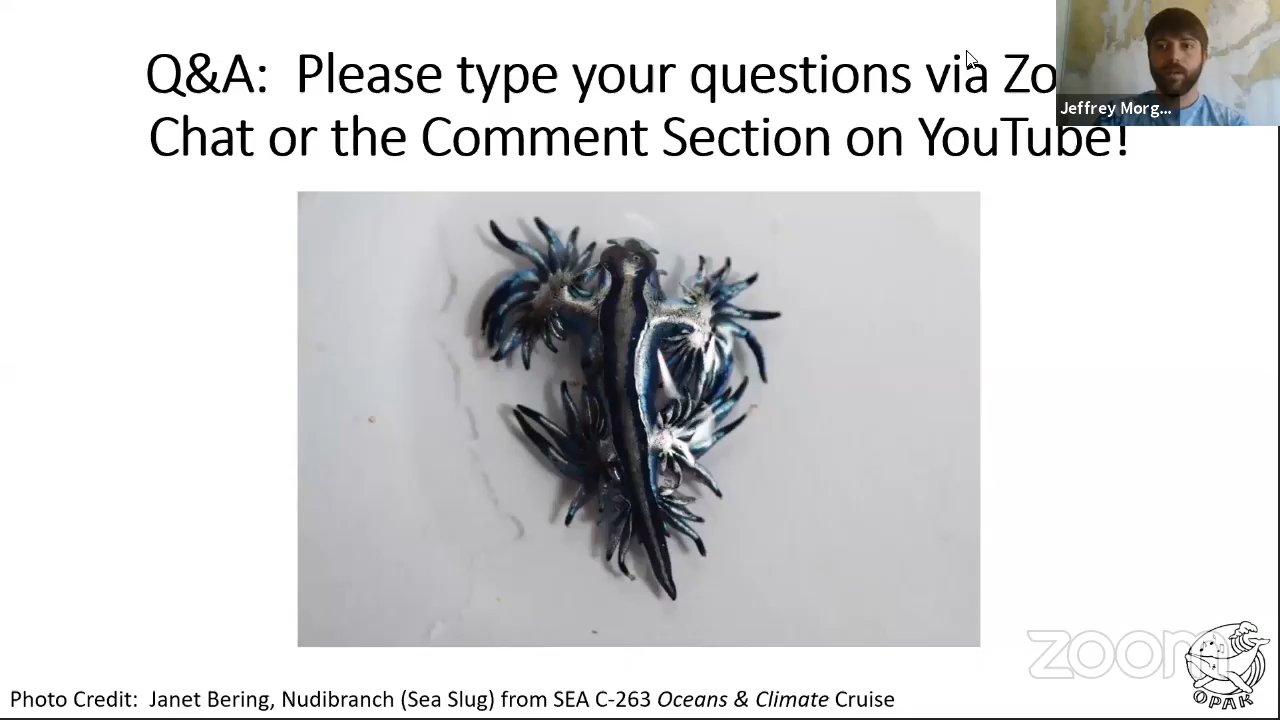 Q&A:  Please type your questions via Zo
Chat or the Comment Section on YouTube!
Jeffrey Morg...
zoom
OPAK
Photo Credit:  Janet Bering, Nudibranch (Sea Slug) from SEA C-263 Oceans & Climate Cruise